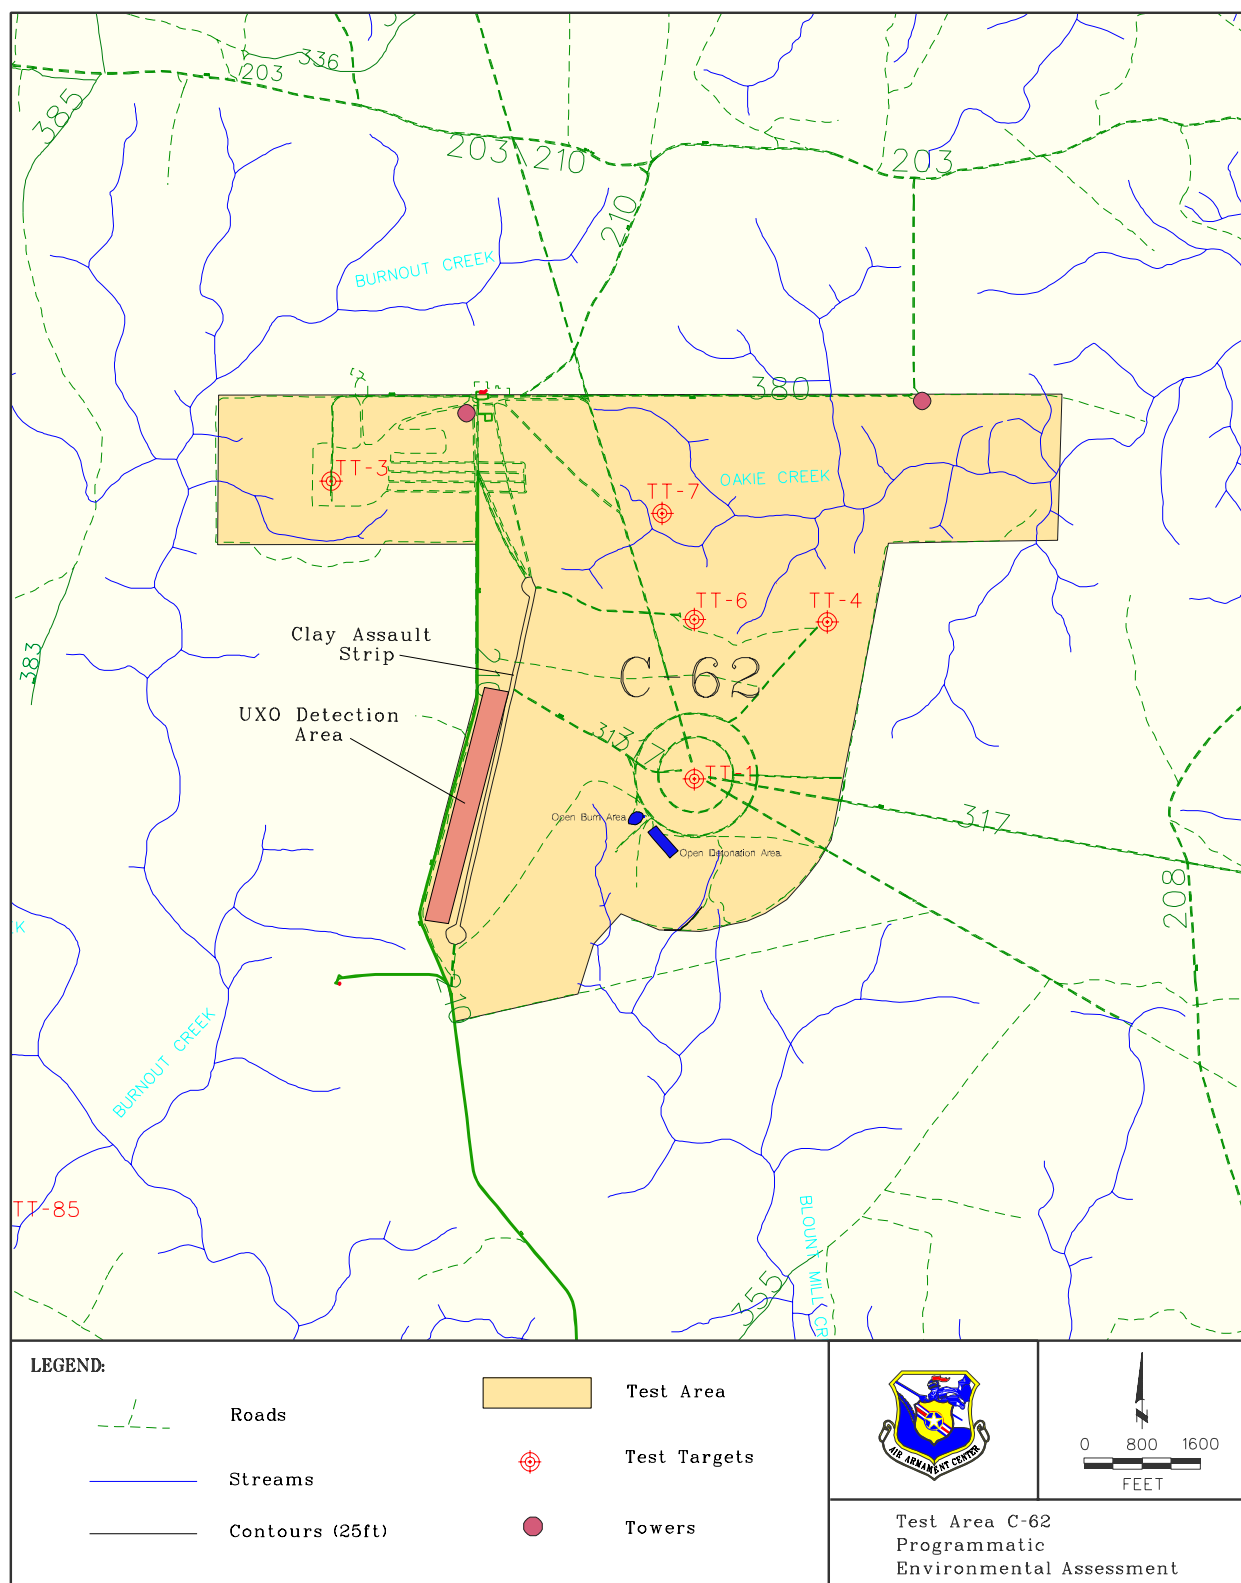 336
203
385
203
210
203
210
BURNOUT CREEK
380
TT-3
OAKIE CREEK
TT-7
TT-6
TT-4
Clay Assault
Strip
383
210
C-62
UXO Detection
Area
313
317
TT-1
Open Burn Area
317
Open Detonation Area
208
K
210
BURNOUT CREEK
TT-85
BLOUNT MILL CR
355
LEGEND:
Roads
Streams
Contours (25ft)
Test Area
Test Targets
Towers
AIR ARMAMENT CENTER
N
0 800 1600
FEET
Test Area C-62
Programmatic
Environmental Assessment